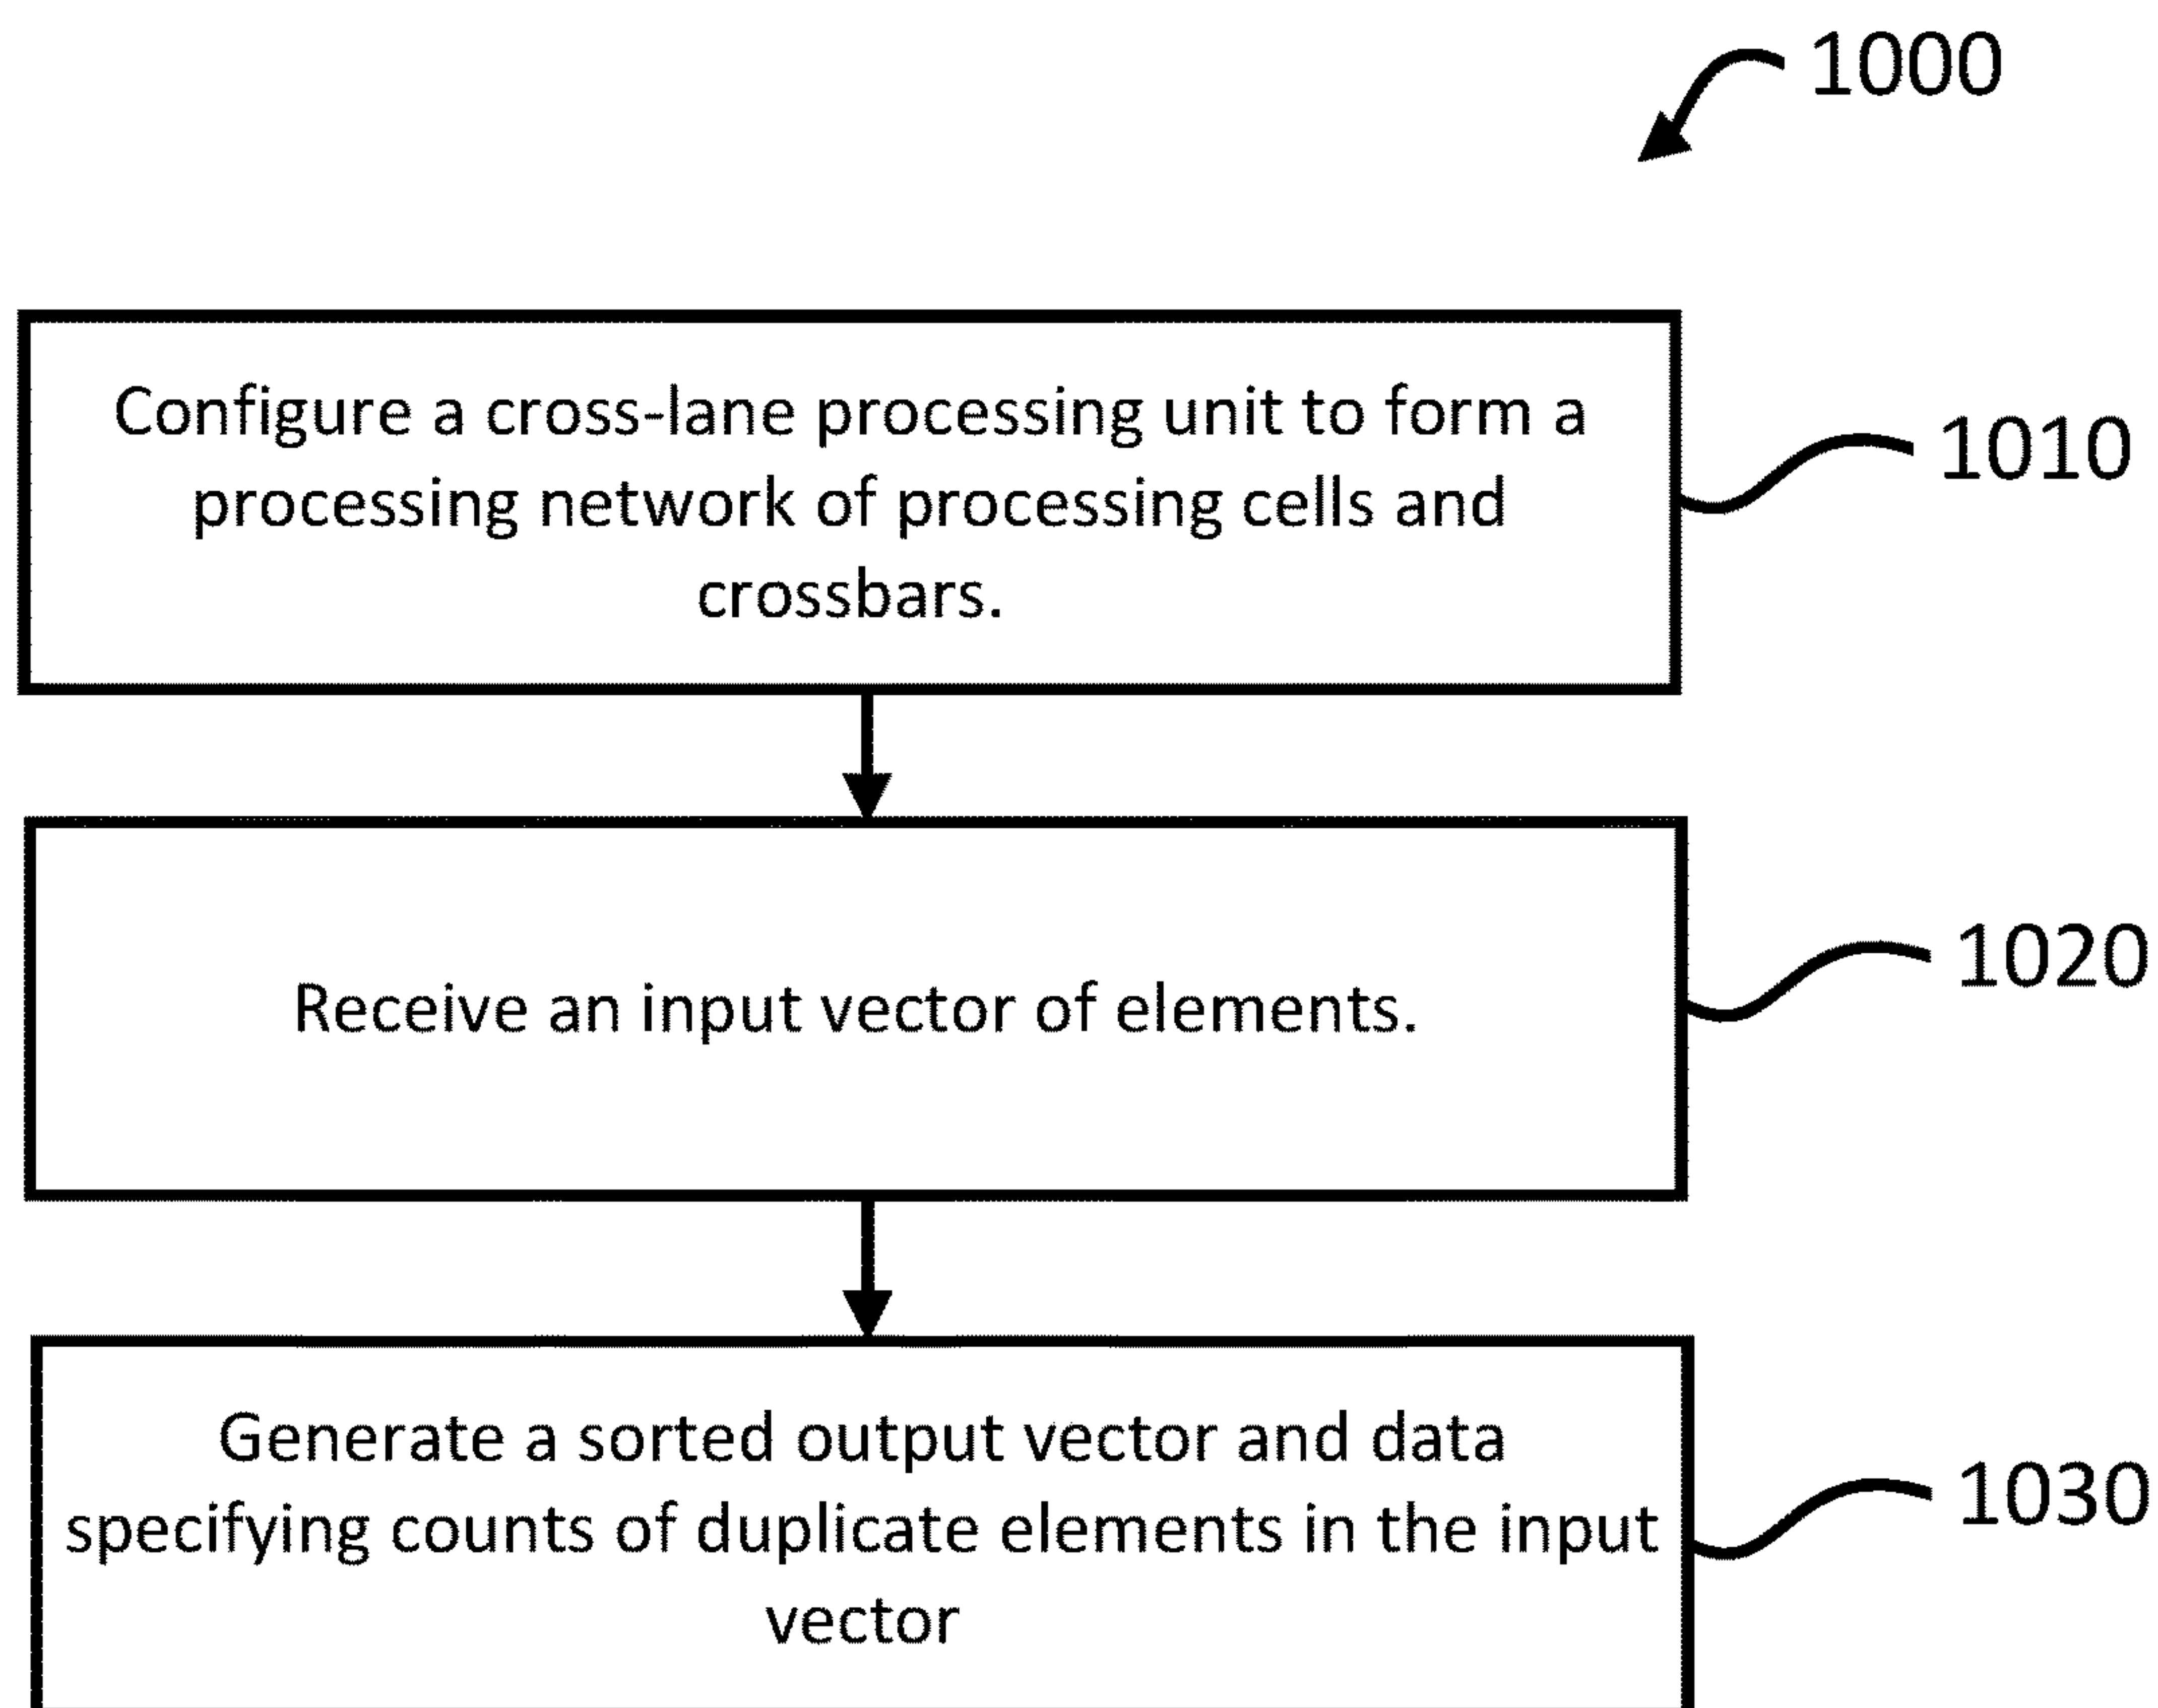 1000
Configure a cross-lane processing unit to form a
processing network of processing cells and
crossbars.
1010
Receive an input vector of elements.
1020
Generate a sorted output vector and data
specifying counts of duplicate elements in the input
vector
1030